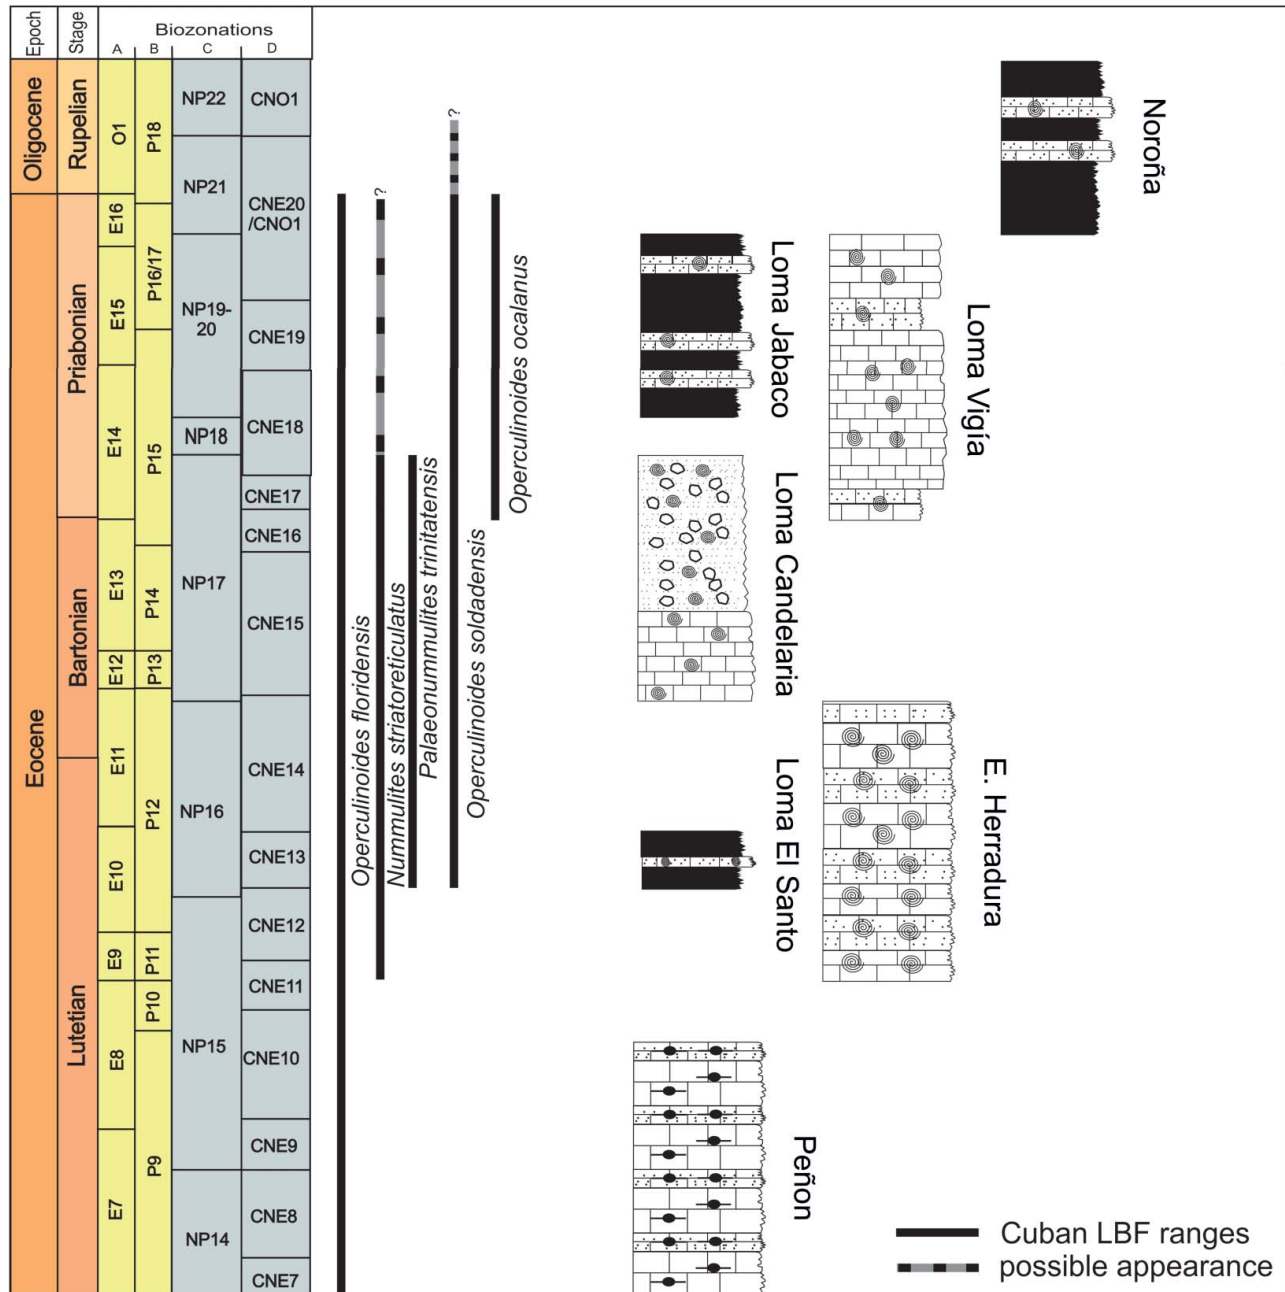 Epoch
Stage
Biozonations
A
B
C
D
Oligocene
Eocene
Rupelian
Priabonian
Bartonian
Lutetian
O1
E16
E15
E14
E13
E12
E11
E10
E9
E8
E7
P18
P16/17
P15
P14
P13
P12
P11
P10
P9
NP22
NP21
NP19-
20
NP18
NP17
NP16
NP15
NP14
CNO1
CNE20
/CNO1
CNE19
CNE18
CNE17
CNE16
CNE15
CNE14
CNE13
CNE12
CNE11
CNE10
CNE9
CNE8
CNE7
Operculinoides floridensis
?
Nummulites striatoreticulatus
Palaeonummulites trinitatensis
?
Operculinoides soldadensis
Operculinoides ocalanus
Noroña
Loma Jabaco
Loma Vigía
Loma Candelaria
E. Herradura
Loma El Santo
Peñon
Cuban LBF ranges
possible appearance